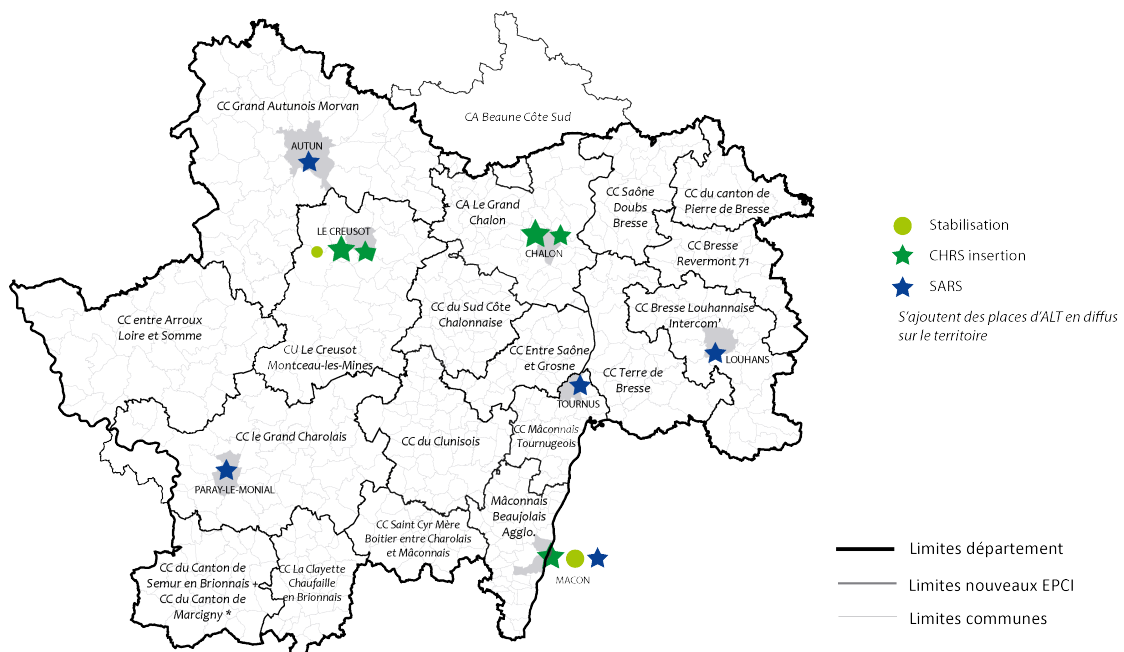 CC Grand Autunois Morvan
CA Beaune Côte Sud
AUTUN
CA Le Grand
Chalon
CC Saône
Doubs
Bresse
CC du canton de
Pierre de Bresse
LE CREUSOT
CHALON
CC Bresse
Revermont 71
CC entre Arroux
Loire et Somme
CC du Sud Côte
Chalonnaise
CC Bresse Louhannaise
Intercom'
LOUHANS
CU Le Creusot
Montceau-les-Mines
CC Entre Saône
et Grosne
CC Terre de
Bresse
TOURNUS
CC le Grand Charolais
CC du Clunisois
CC Mâconnais
Tournugeois
PARAY-LE-MONIAL
Mâconnais
Beaujolais
Agglo.
CC Saint Cyr Mère
Boitier entre Charolais
et Mâconnais
MACON
CC du Canton de
Semur en Brionnais +
CC du Canton de
Marcigny *
CC La Clayette
Chaufaille
en Brionnais
Stabilisation
CHRS insertion
SARS
S'ajoutent des places d'ALT en diffus
sur le territoire
Limites département
Limites nouveaux EPCI
Limites communes